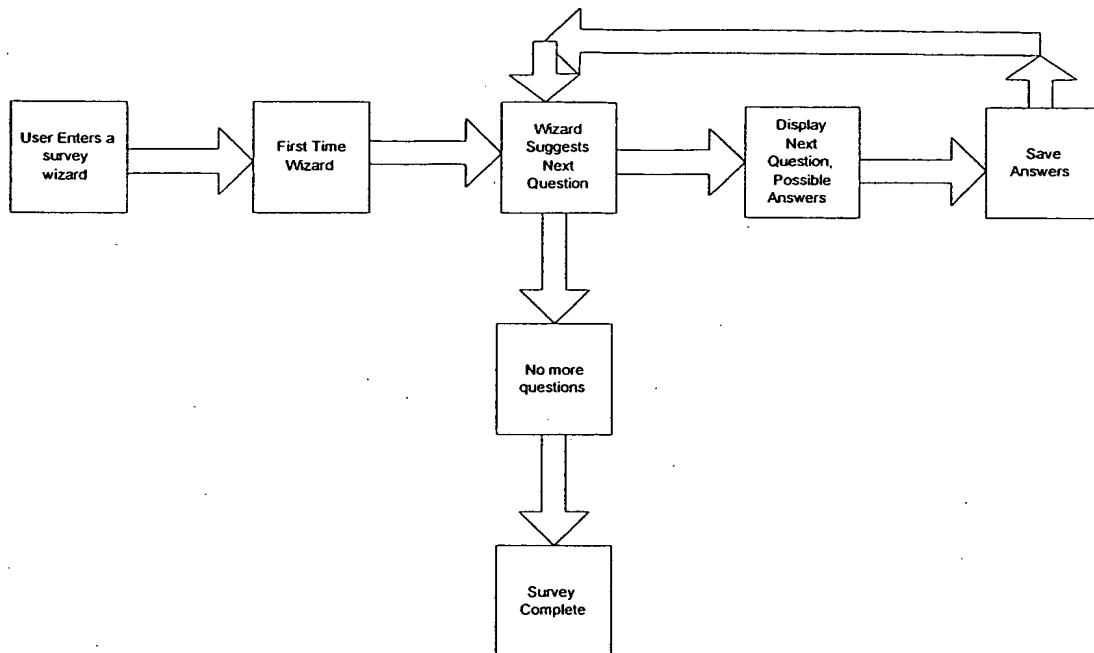 User Enters a
survey
wizard
First Time
Wizard
Wizard
Suggests
Next
Question
Display
Next
Question,
Possible
Answers
Save
Answers
No more
questions
Survey
Complete